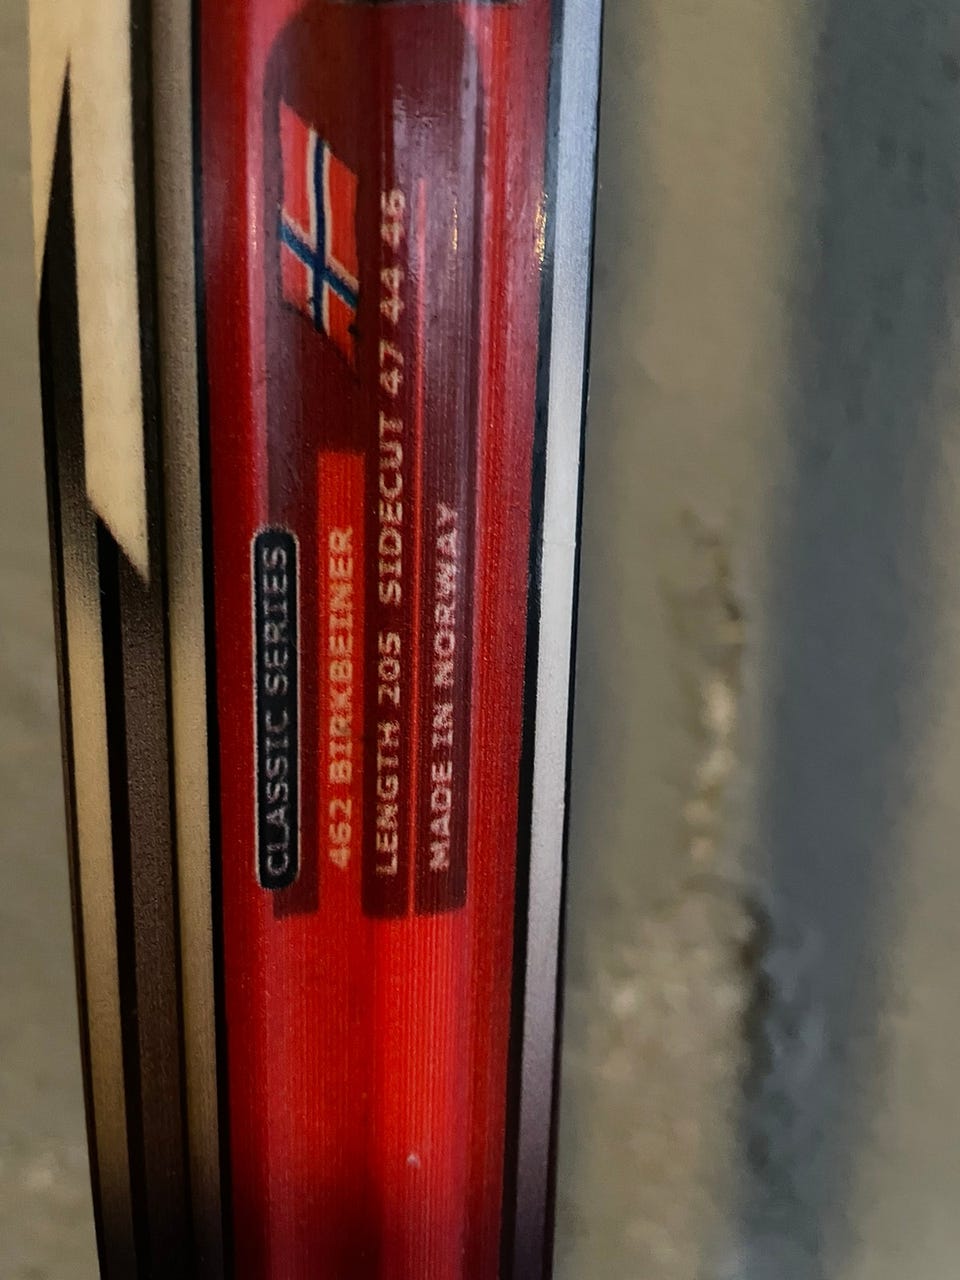 CLASSIC SERIES
462 BIRKBEINER
LENGTH 205 SIDECUT 47 44 46
MADE IN NORWAY